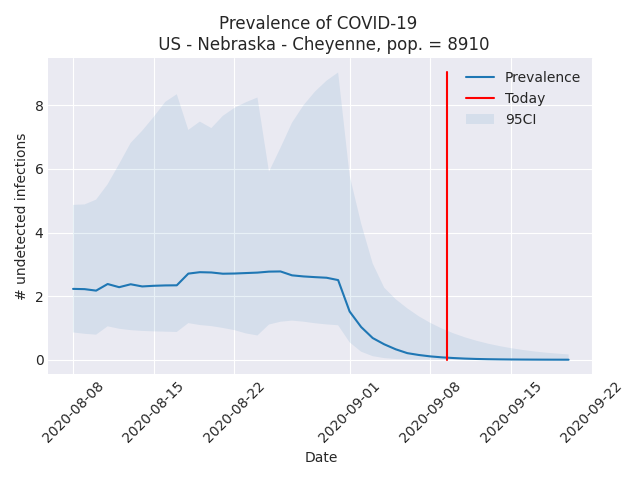 Prevalence of COVID-19
US - Nebraska - Cheyenne, pop. = 8910
Prevalence
Today
95CI
8
6
4
2
0
# undetected infections
2020-08-08
2020-08-15
2020-08-22
2020-09-01
2020-09-08
2020-09-15
2020-09-22
Date